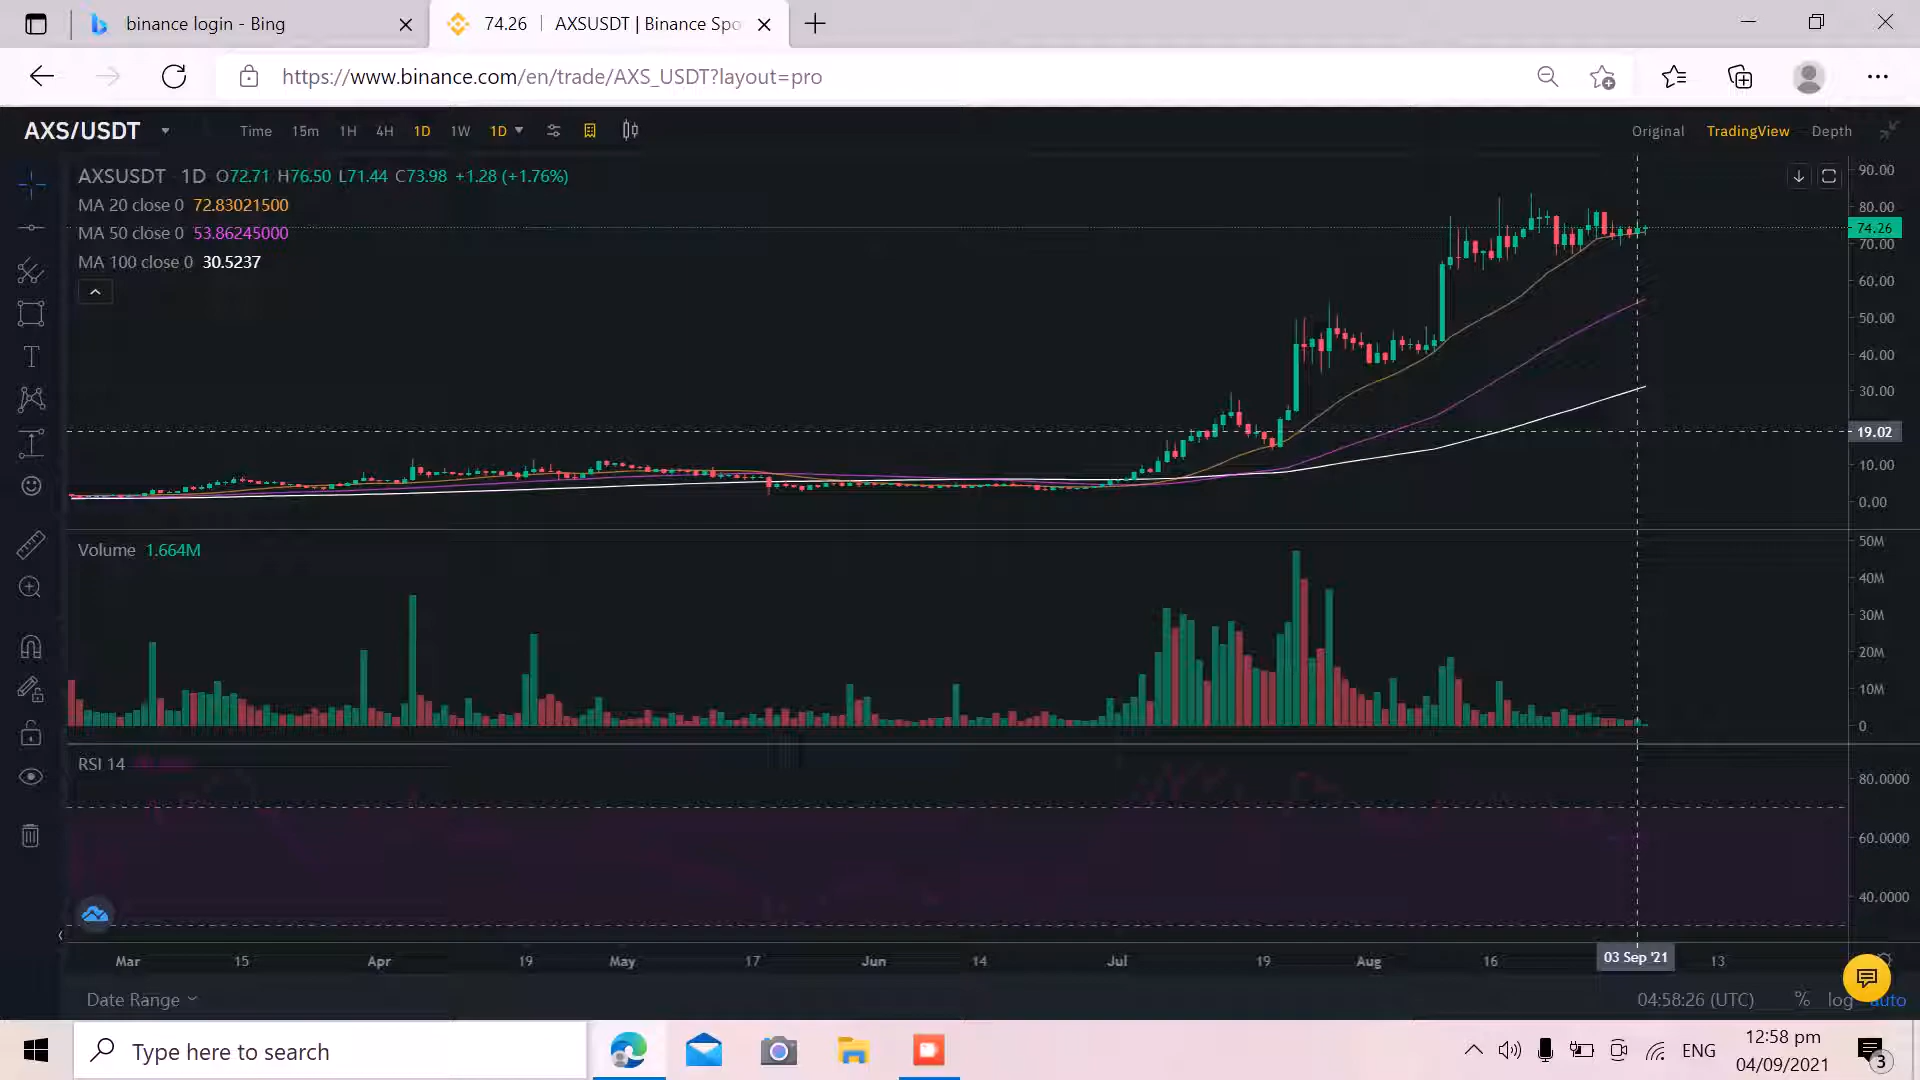 binance login - Bing
74.26 | AXSUSDT | Binance Spo
https://www.binance.com/en/trade/AXS_USDT?layout=pro
AXS/USDT Time 15m 1H 4H 1D 1W 1D Original TradingView Depth
AXSUSDT 1D O72.71 H76.50 L71.44 C73.98 +1.28 (+1.76%)
MA 20 close 0 72.83021500
MA 50 close 0 53.86245000
MA 100 close 0 30.5237
90.00
80.00
74.26
70.00
60.00
50.00
40.00
30.00
19.02
10.00
0.00
Volume 1.664M
50M
40M
30M
20M
10M
0
RSI 14
80.0000
60.0000
40.0000
Mar 15 Apr 19 May 17 Jun 14 Jul 19 Aug 16 03 Sep '21 13
Date Range 04:58:26 (UTC) % log auto
Type here to search
ENG
12:58 pm
04/09/2021
3